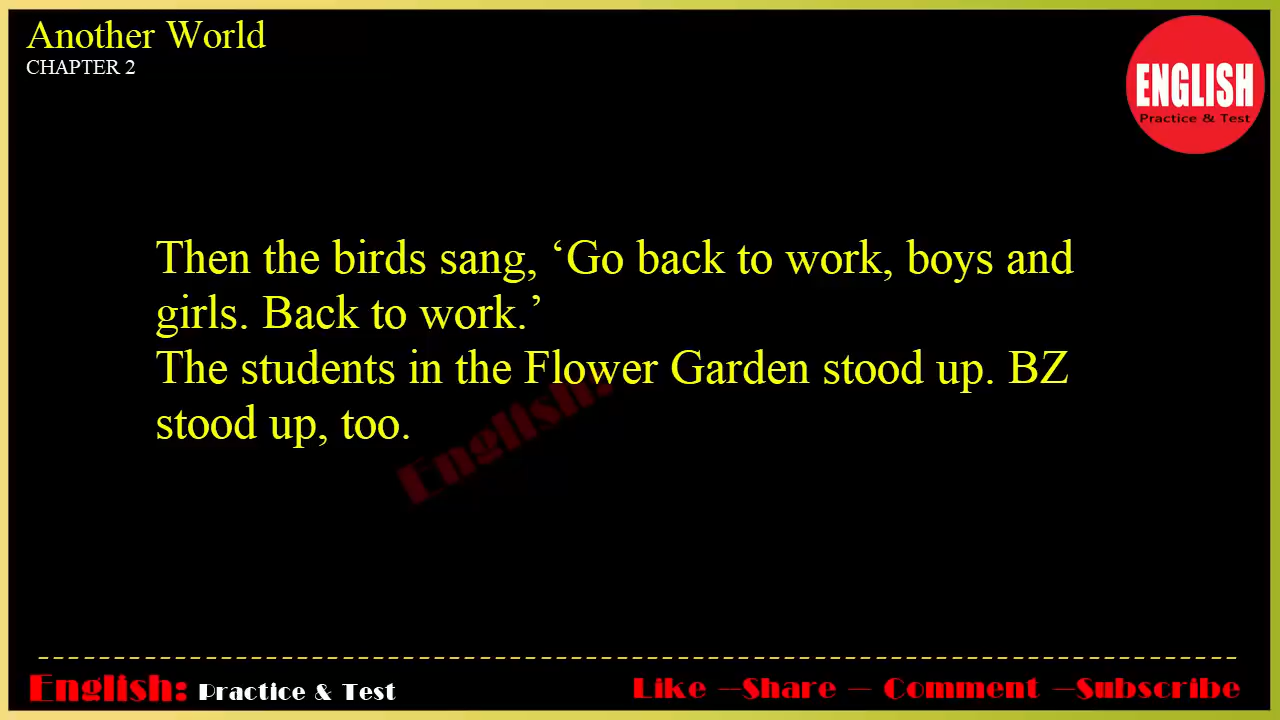 Another World
CHAPTER 2
ENGLISH
Practice & Test
Then the birds sang, ‘Go back to work, boys and
girls. Back to work.’
The students in the Flower Garden stood up. BZ
stood up, too.
English:
English: Practice & Test
Like —Share — Comment —Subscribe